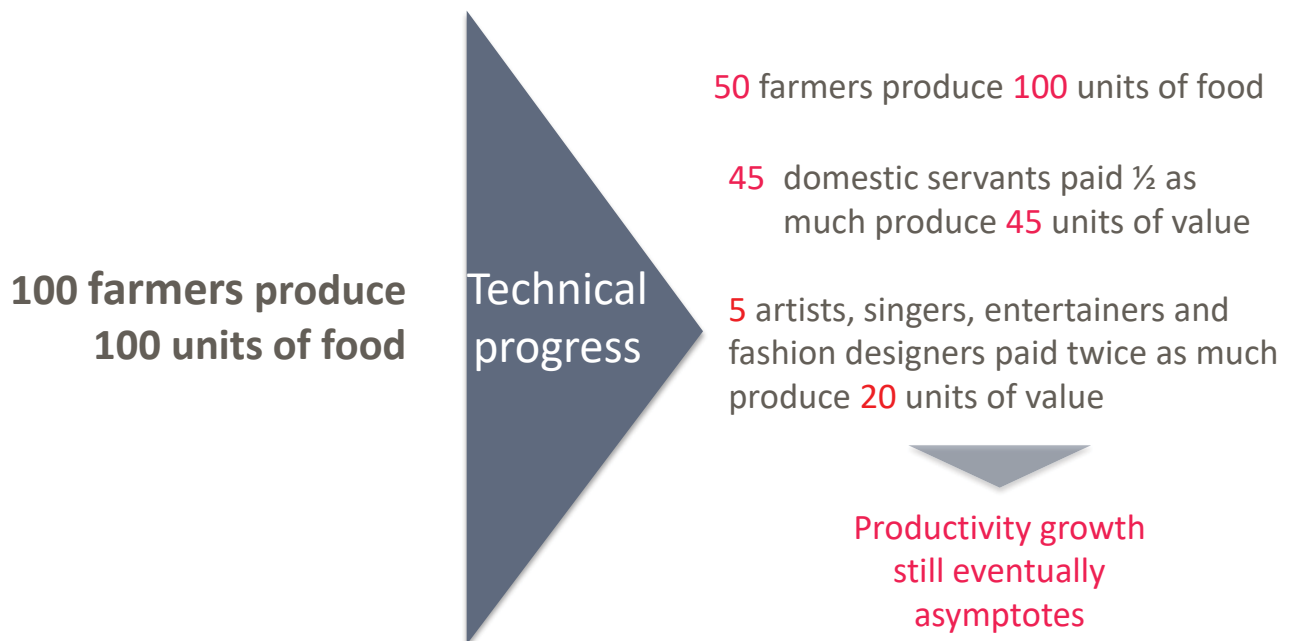 100 farmers produce
100 units of food
Technical
progress
50 farmers produce 100 units of food
45 domestic servants paid ½ as
much produce 45 units of value
5 artists, singers, entertainers and
fashion designers paid twice as much
produce 20 units of value
Productivity growth
still eventually
asymptotes